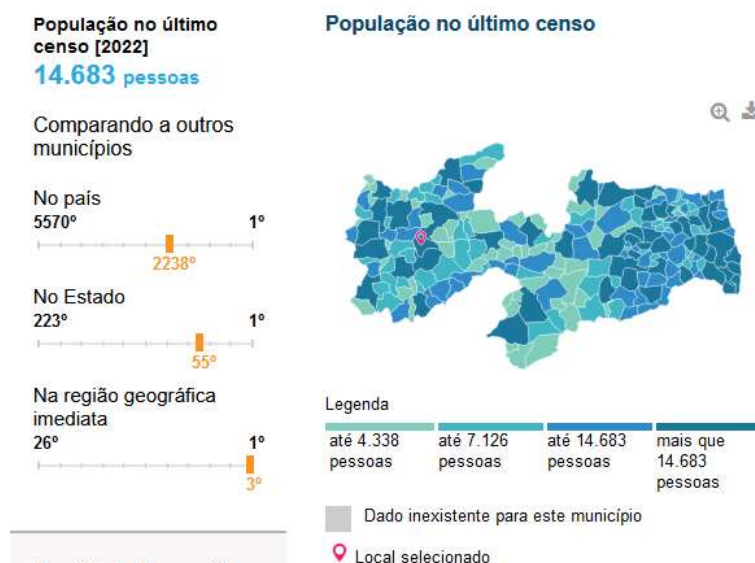 População no último
censo [2022]
14.683 pessoas
Comparando a outros
municípios
No país
5570º 1º
2238º
No Estado
223º 1º
55º
Na região geográfica
imediata
26º 1º
3º
População no último censo
Legenda
até 4.338
pessoas
até 7.126
pessoas
até 14.683
pessoas
mais que
14.683
pessoas
Dado inexistente para este município
Local selecionado